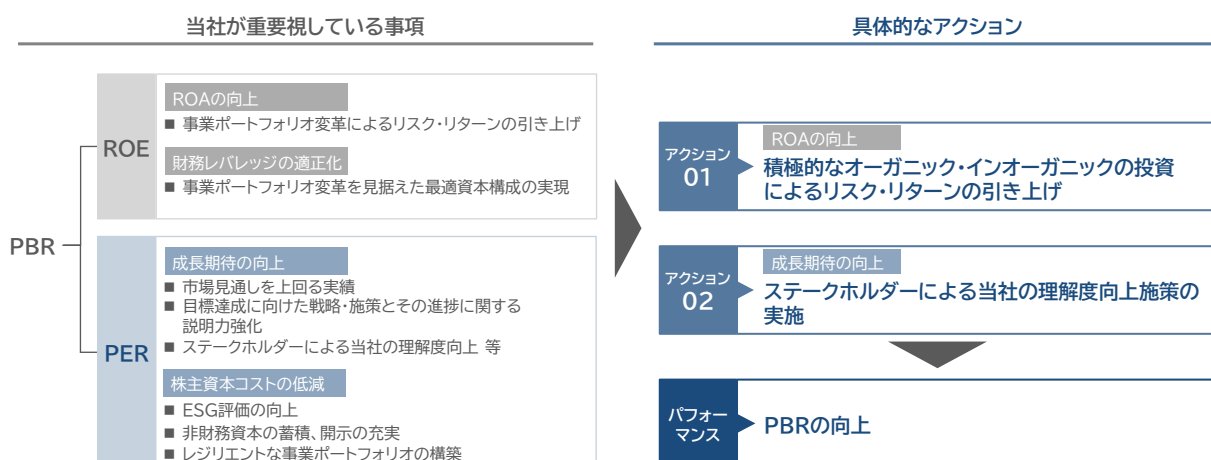 当社が重要視している事項
PBR
ROE
ROAの向上
■ 事業ポートフォリオ変革によるリスク・リターンの引き上げ
財務レバレッジの適正化
■ 事業ポートフォリオ変革を見据えた最適資本構成の実現
PER
成長期待の向上
■ 市場見通しを上回る実績
■ 目標達成に向けた戦略・施策とその進捗に関する
説明力強化
■ ステークホルダーによる当社の理解度向上 等
株主資本コストの低減
■ ESG評価の向上
■ 非財務資本の蓄積、開示の充実
■ レジリエントな事業ポートフォリオの構築
具体的なアクション
アクション
01
ROAの向上
積極的なオーガニック・インオーガニックの投資
によるリスク・リターンの引き上げ
アクション
02
成長期待の向上
ステークホルダーによる当社の理解度向上施策の
実施
パフォー
マンス
PBRの向上